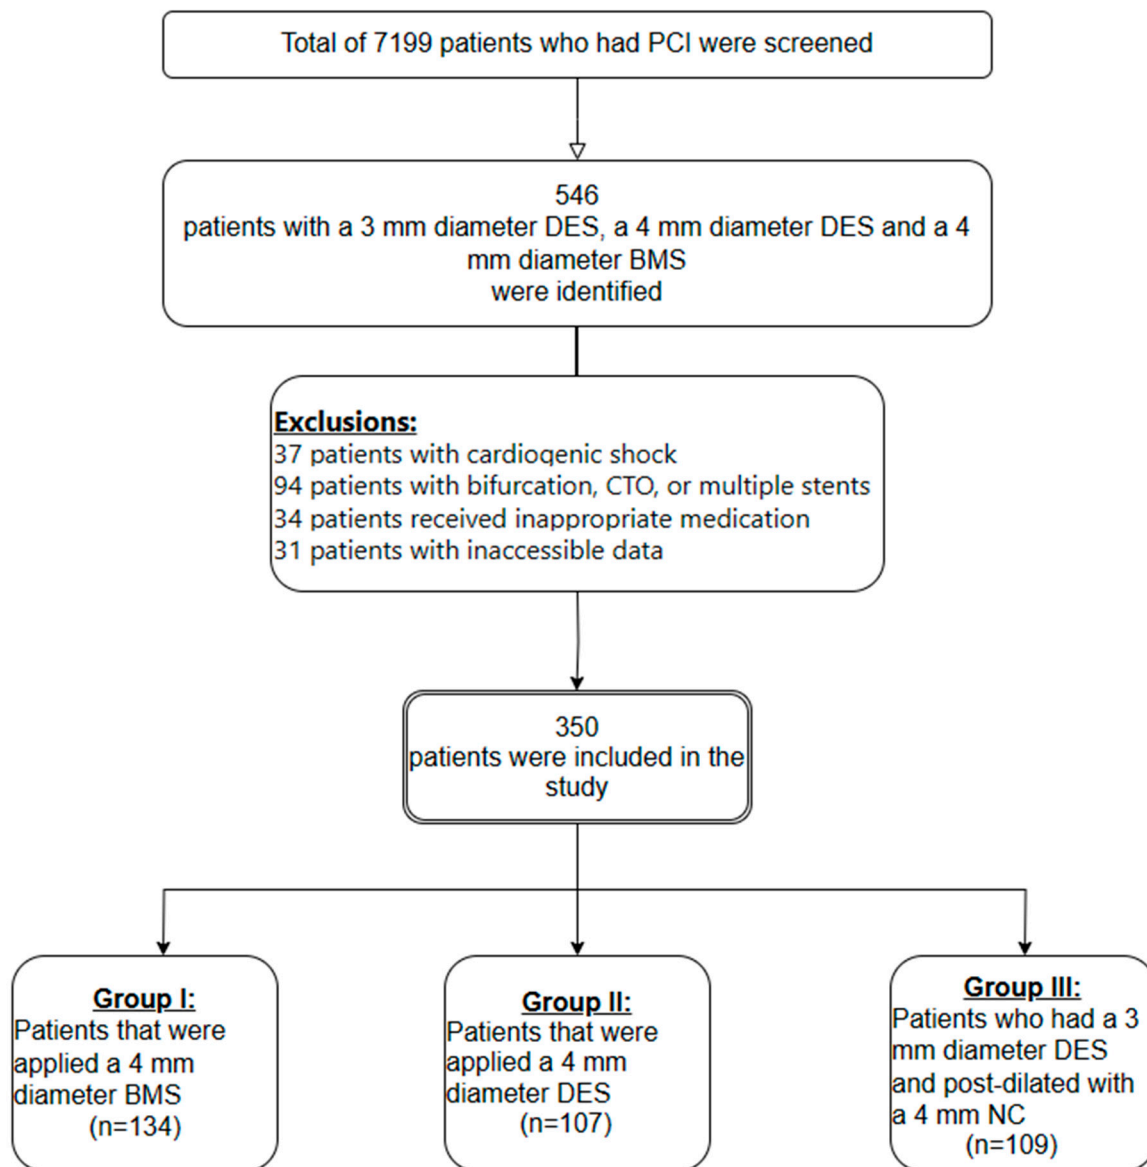 Total of 7199 patients who had PCI were screened
546
patients with a 3 mm diameter DES, a 4 mm diameter DES and a 4
mm diameter BMS
were identified
Exclusions:
37 patients with cardiogenic shock
94 patients with bifurcation, CTO, or multiple stents
34 patients received inappropriate medication
31 patients with inaccessible data
350
patients were included in the
study
Group I:
Patients that were
applied a 4 mm
diameter BMS
(n=134)
Group II:
Patients that were
applied a 4 mm
diameter DES
(n=107)
Group III:
Patients who had a 3
mm diameter DES
and post-dilated with
a 4 mm NC
(n=109)